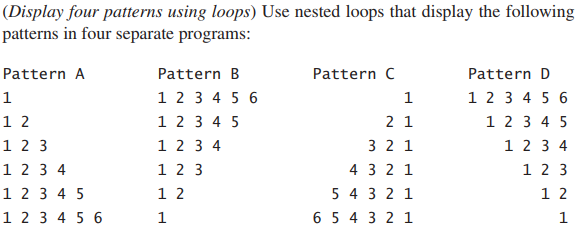 (Display four patterns using loops) Use nested loops that display the following
patterns in four separate programs:
Pattern A Pattern B Pattern C Pattern D
1 1 2 3 4 5 6 1 1 2 3 4 5 6
1 2 1 2 3 4 5 2 1 1 2 3 4 5
1 2 3 1 2 3 4 3 2 1 1 2 3 4
1 2 3 4 1 2 3 4 3 2 1 1 2 3
1 2 3 4 5 1 2 5 4 3 2 1 1 2
1 2 3 4 5 6 1 6 5 4 3 2 1 1